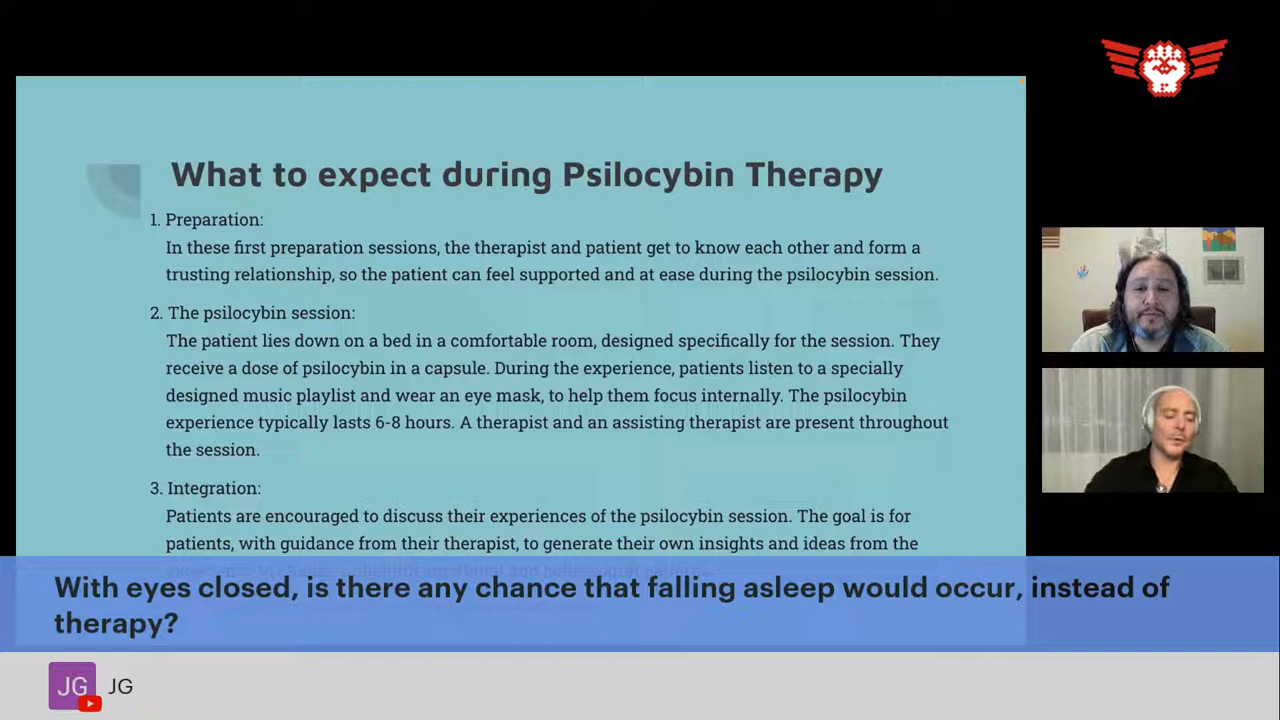 What to expect during Psilocybin Therapy
1. Preparation:
In these first preparation sessions, the therapist and patient get to know each other and form a
trusting relationship, so the patient can feel supported and at ease during the psilocybin session.
2. The psilocybin session:
The patient lies down on a bed in a comfortable room, designed specifically for the session. They
receive a dose of psilocybin in a capsule. During the experience, patients listen to a specially
designed music playlist and wear an eye mask, to help them focus internally. The psilocybin
experience typically lasts 6-8 hours. A therapist and an assisting therapist are present throughout
the session.
3. Integration:
Patients are encouraged to discuss their experiences of the psilocybin session. The goal is for
patients, with guidance from their therapist, to generate their own insights and ideas from the
With eyes closed, is there any chance that falling asleep would occur, instead of
therapy?
JG JG